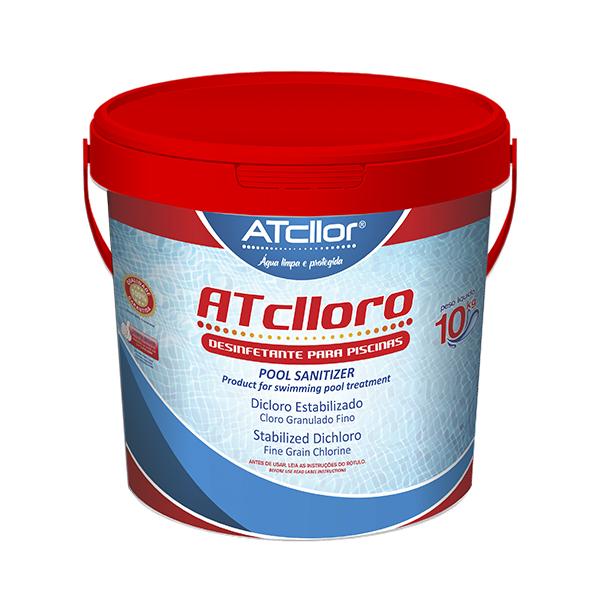 ATcllor®
Água limpa e protegida
ATclloro
DESINFETANTE PARA PISCINAS
peso líquido
10kg
POOL SANITIZER
Product for swimming pool treatment
Dicloro Estabilizado
Cloro Granulado Fino
Stabilized Dichloro
Fine Grain Chlorine
ANTES DE USAR, LEIA AS INSTRUÇÕES DO RÓTULO.
BEFORE USE READ LABEL INSTRUCTIONS